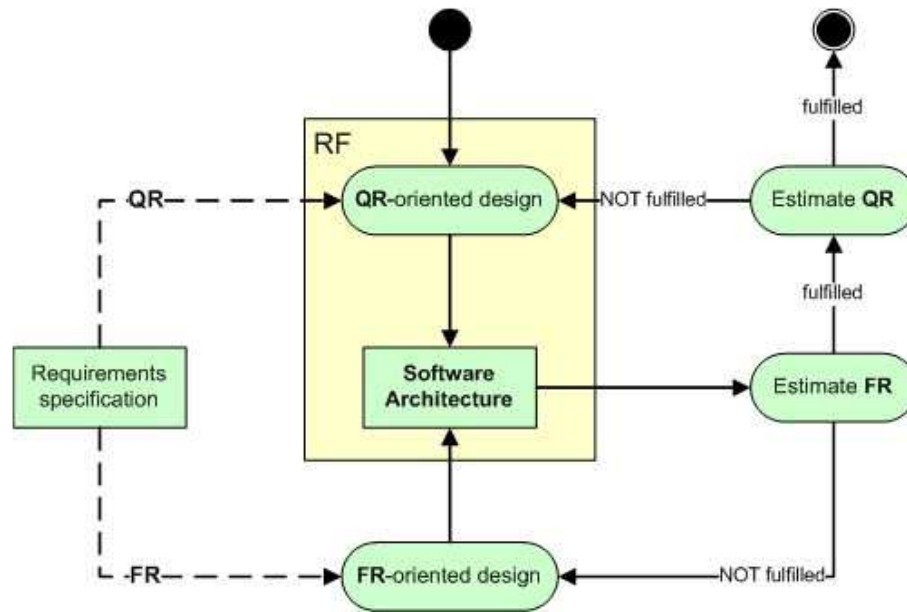 fulfilled
RF
QR
QR-oriented design
NOT fulfilled
Estimate QR
fulfilled
Requirements
specification
Software
Architecture
Estimate FR
FR
FR-oriented design
NOT fulfilled